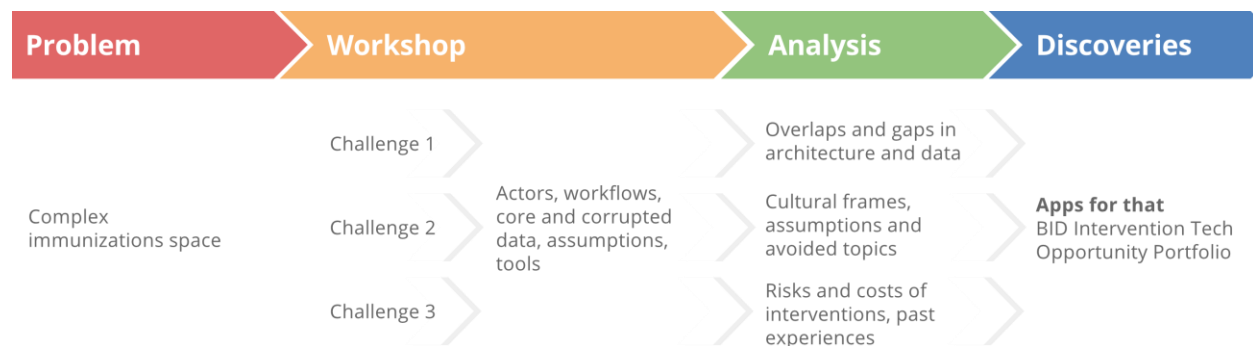 Problem
Workshop
Analysis
Discoveries
Complex
immunizations space
Challenge 1
Challenge 2
Challenge 3
Actors, workflows,
core and corrupted
data, assumptions,
tools
Overlaps and gaps in
architecture and data
Cultural frames,
assumptions and
avoided topics
Risks and costs of
interventions, past
experiences
Apps for that
BID Intervention Tech
Opportunity Portfolio